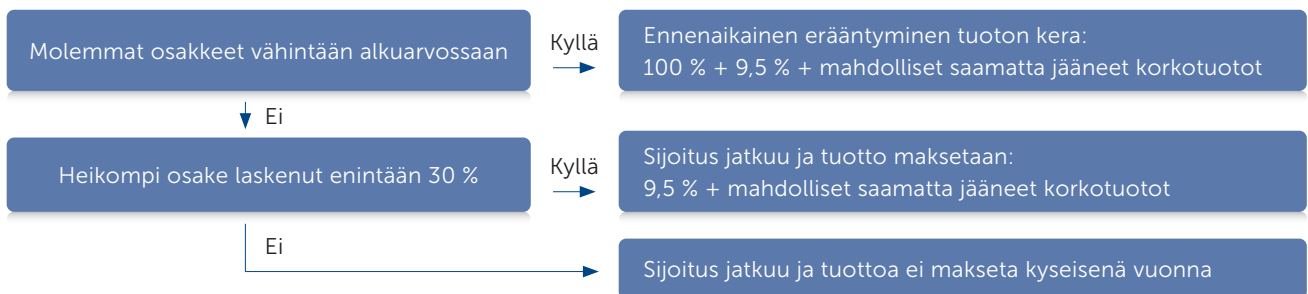 Molemmat osakkeet vähintään alkuarvossaan
Kyllä
Ennenaikainen erääntyminen tuoton kera:
100 % + 9,5 % + mahdolliset saamatta jääneet korkotuotot
Ei
Heikompi osake laskenut enintään 30 %
Kyllä
Sijoitus jatkuu ja tuotto maksetaan:
9,5 % + mahdolliset saamatta jääneet korkotuotot
Ei
Sijoitus jatkuu ja tuottoa ei makseta kyseisenä vuonna